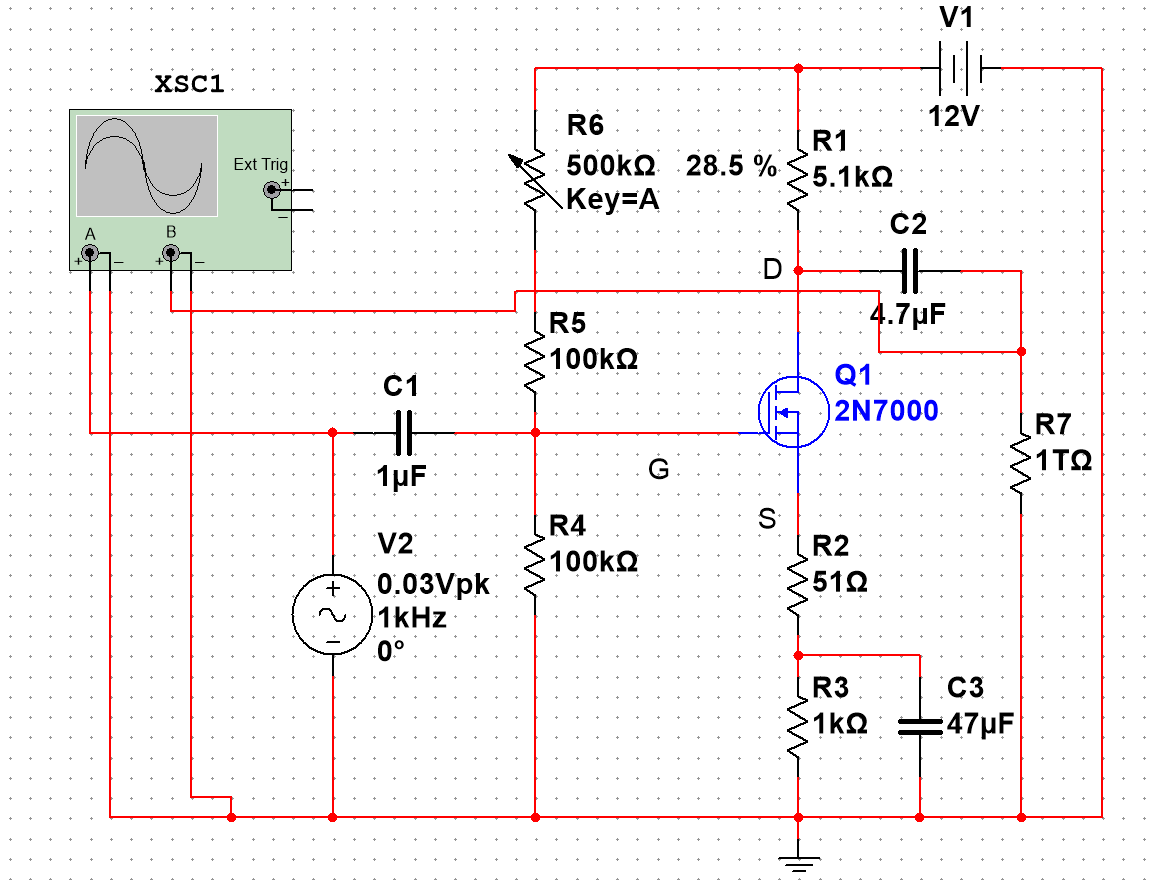 V1
12V
XSC1
Ext Trig
+
_
A
B
+
_
+
_
R6
500kΩ 28.5 %
Key=A
R1
5.1kΩ
C2
4.7µF
D
R5
100kΩ
C1
1µF
Q1
2N7000
G
S
R7
1TΩ
R4
100kΩ
V2
0.03Vpk
1kHz
0°
R2
51Ω
R3
1kΩ
C3
47µF